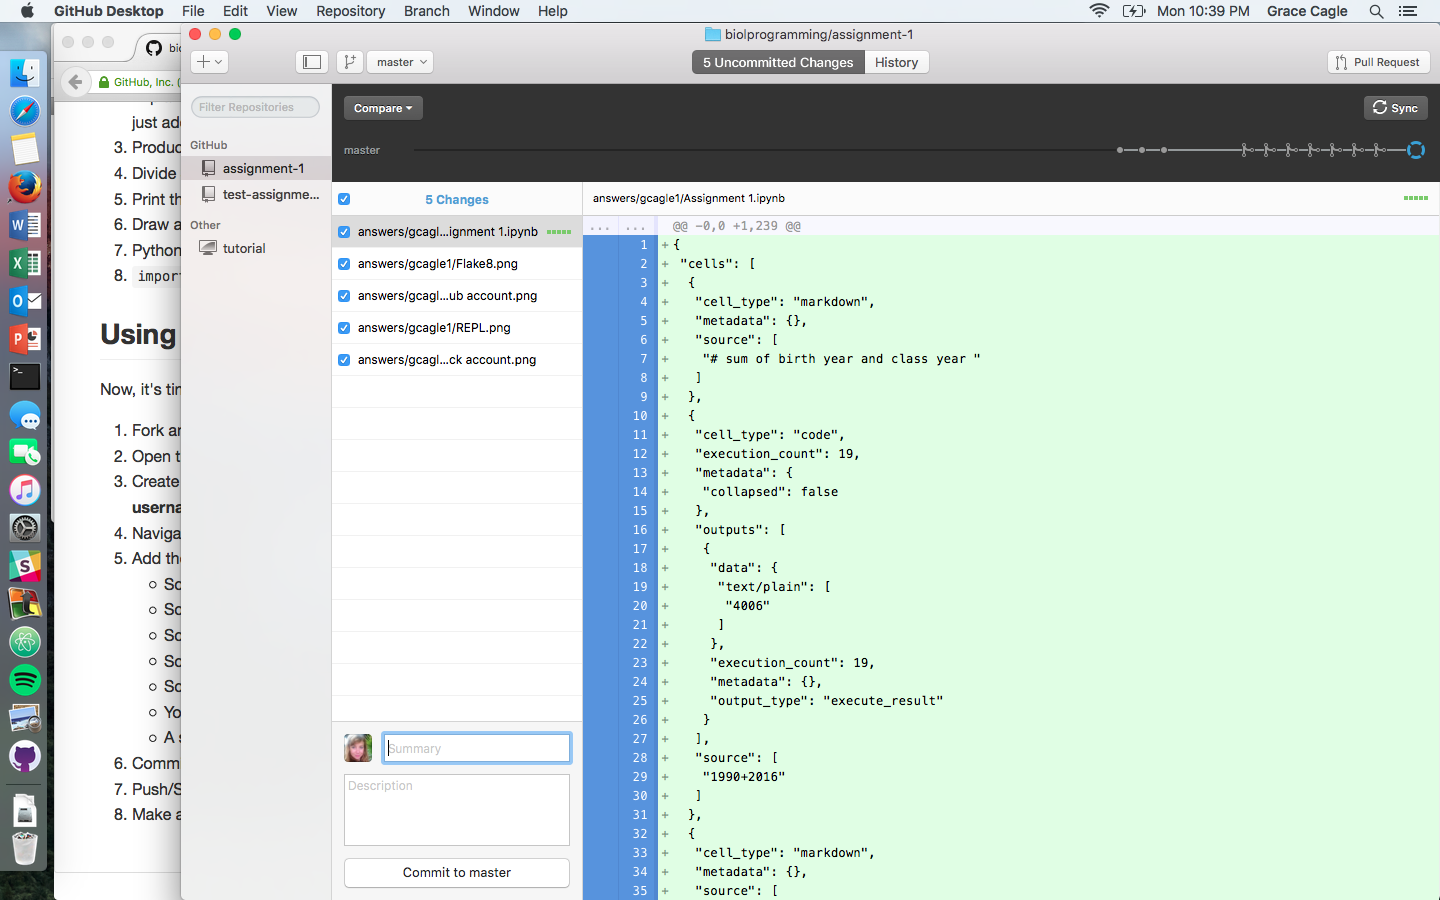 GitHub Desktop File Edit View Repository Branch Window Help Mon 10:39 PM Grace Cagle
GitHub, Inc. (
just ad
3. Produc
4. Divide
5. Print th
6. Draw a
7. Python
8. import
Using
Now, it's tin
1. Fork ar
2. Open t
3. Create
userna
4. Naviga
5. Add the
Sc
Sc
Sc
Sc
Sc
Yo
A s
6. Comm
7. Push/S
8. Make a
biolprogramming/assignment-1
master 5 Uncommitted Changes History Pull Request
Filter Repositories
GitHub
assignment-1
test-assignme...
Other
tutorial
Compare Sync
master
5 Changes
answers/gcagl...ignment 1.ipynb
answers/gcagle1/Flake8.png
answers/gcagl...ub account.png
answers/gcagle1/REPL.png
answers/gcagl...ck account.png
Summary
Description
Commit to master
answers/gcagle1/Assignment 1.ipynb
... ... @@ -0,0 +1,239 @@
1 + {
2 + "cells": [
3 + {
4 + "cell_type": "markdown",
5 + "metadata": {},
6 + "source": [
7 + "# sum of birth year and class year "
8 + ]
9 + },
10 + {
11 + "cell_type": "code",
12 + "execution_count": 19,
13 + "metadata": {
14 + "collapsed": false
15 + },
16 + "outputs": [
17 + {
18 + "data": {
19 + "text/plain": [
20 + "4006"
21 + ]
22 + },
23 + "execution_count": 19,
24 + "metadata": {},
25 + "output_type": "execute_result"
26 + }
27 + ],
28 + "source": [
29 + "1990+2016"
30 + ]
31 + },
32 + {
33 + "cell_type": "markdown",
34 + "metadata": {},
35 + "source": [